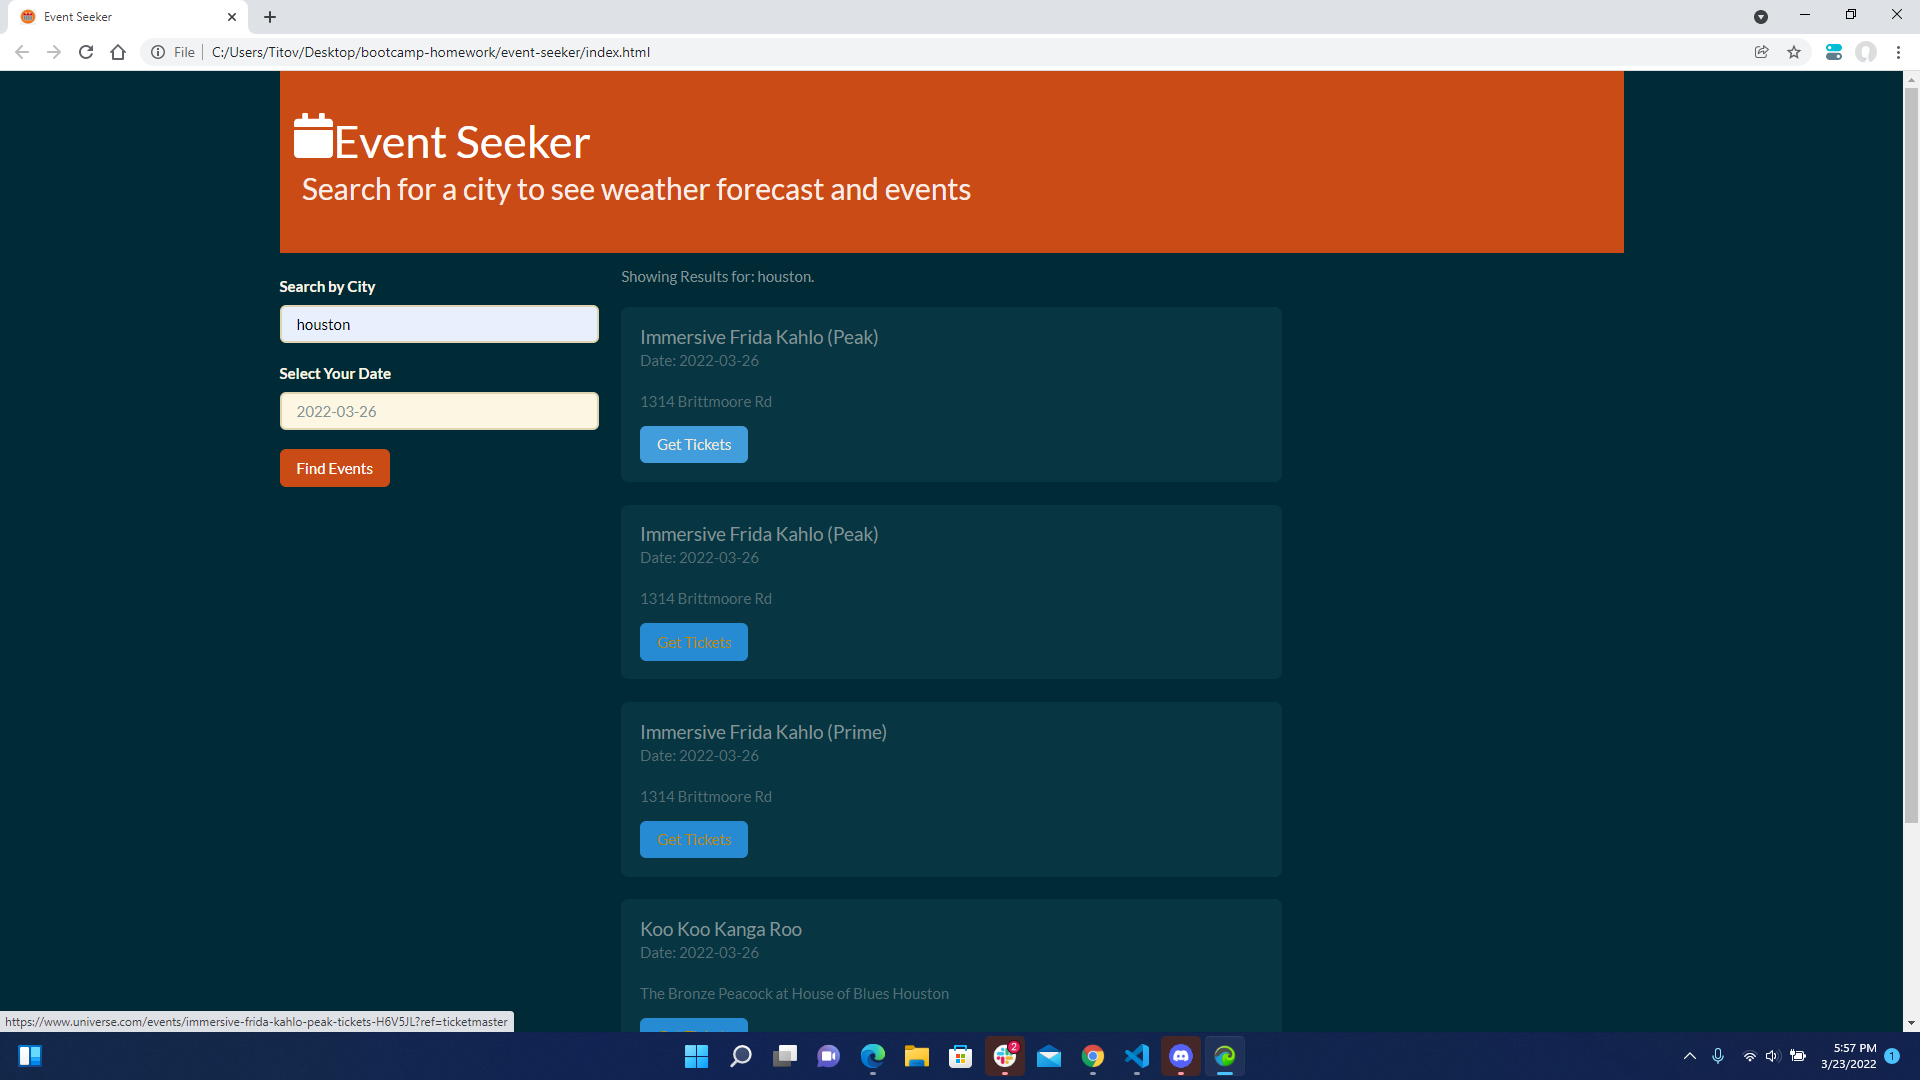 Event Seeker
File
C:/Users/Titov/Desktop/bootcamp-homework/event-seeker/index.html
Event Seeker
Search for a city to see weather forecast and events
Search by City
houston
Select Your Date
2022-03-26
Find Events
Showing Results for: houston.
Immersive Frida Kahlo (Peak)
Date: 2022-03-26
1314 Brittmoore Rd
Get Tickets
Immersive Frida Kahlo (Peak)
Date: 2022-03-26
1314 Brittmoore Rd
Get Tickets
Immersive Frida Kahlo (Prime)
Date: 2022-03-26
1314 Brittmoore Rd
Get Tickets
Koo Koo Kanga Roo
Date: 2022-03-26
The Bronze Peacock at House of Blues Houston
https://www.universe.com/events/immersive-frida-kahlo-peak-tickets-H6V5JL?ref=ticketmaster
2
5:57 PM
3/23/2022
1